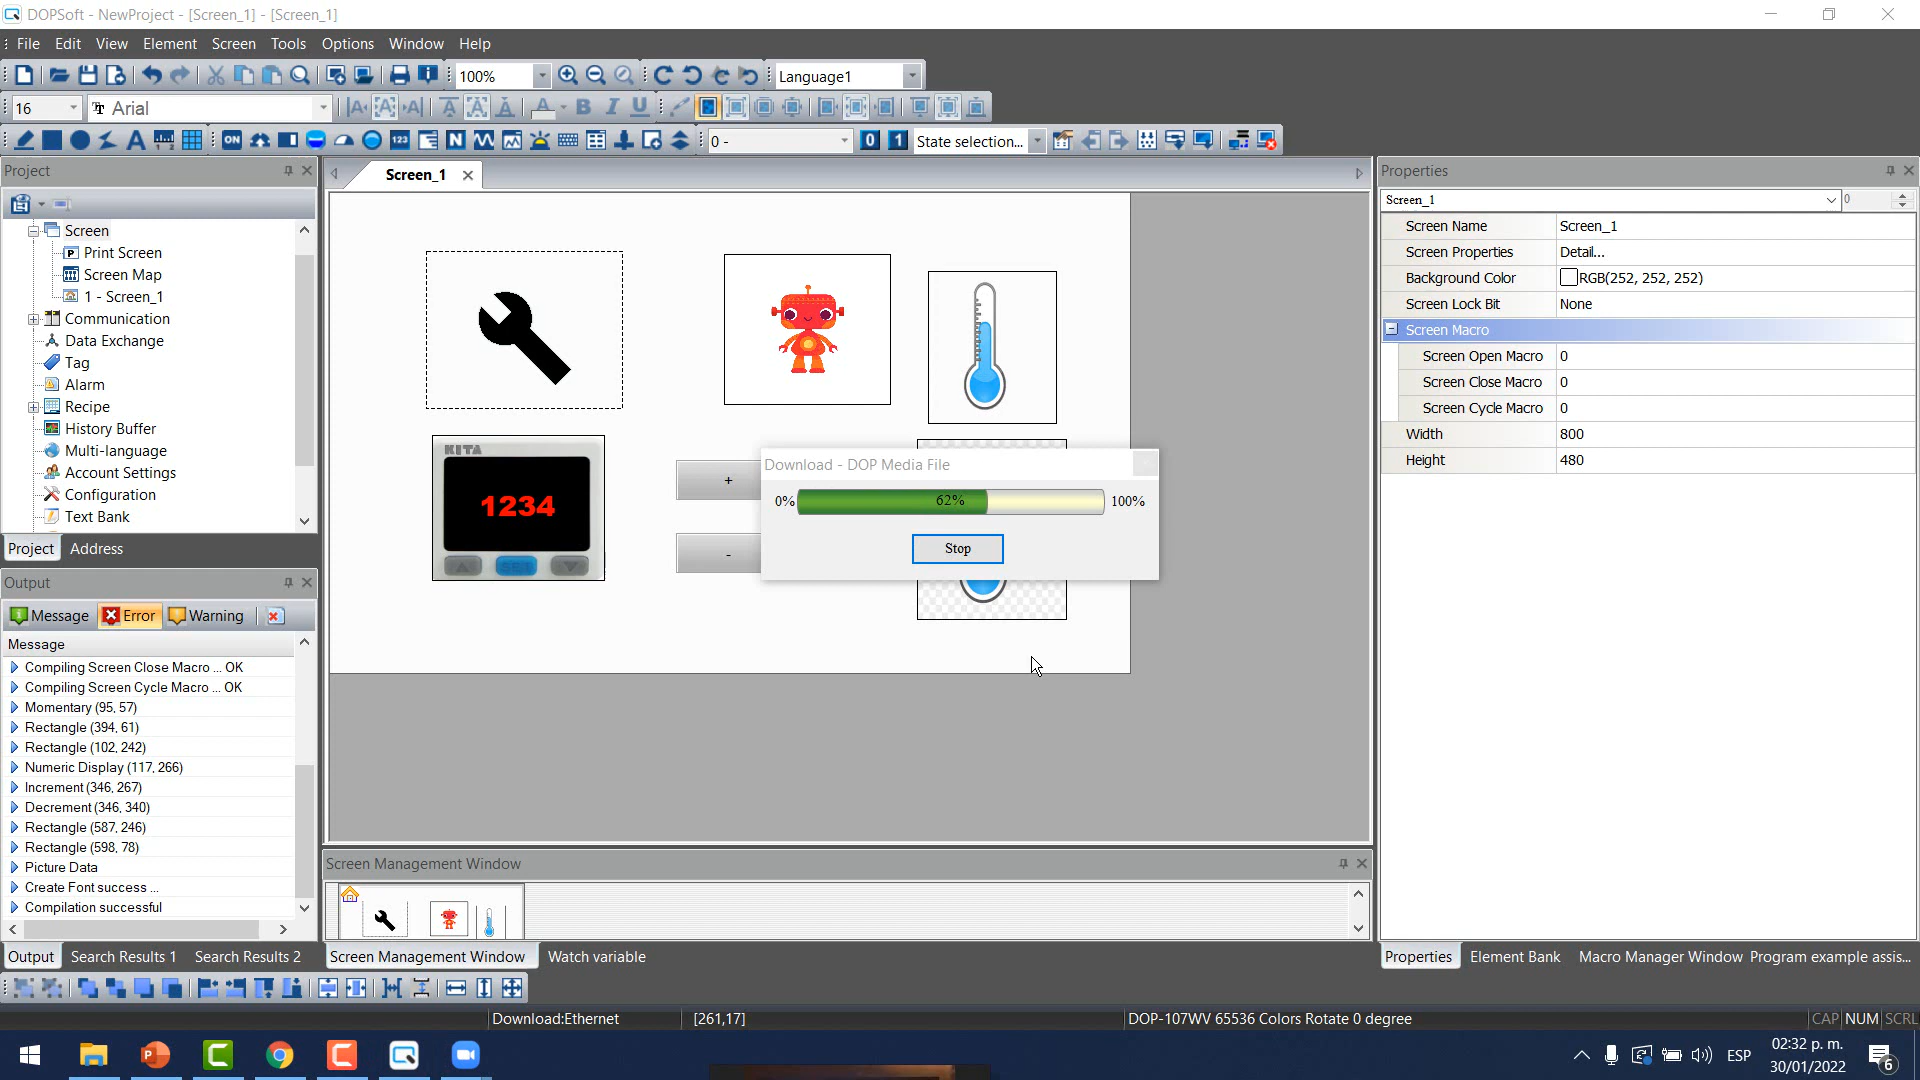 DOPSoft - NewProject - [Screen_1] - [Screen_1]
File Edit View Element Screen Tools Options Window Help
100% Language1
16 Arial
0 - State selection...
Project
Screen
Print Screen
Screen Map
1 - Screen_1
Communication
Data Exchange
Tag
Alarm
Recipe
History Buffer
Multi-language
Account Settings
Configuration
Text Bank
Project Address
Output
Message Error Warning
Message
Compiling Screen Close Macro ... OK
Compiling Screen Cycle Macro ... OK
Momentary (95, 57)
Rectangle (394, 61)
Rectangle (102, 242)
Numeric Display (117, 266)
Increment (346, 267)
Decrement (346, 340)
Rectangle (587, 246)
Rectangle (598, 78)
Picture Data
Create Font success ...
Compilation successful
Output Search Results 1 Search Results 2
Screen_1
KITA
1234
+
-
Download - DOP Media File
0% 62% 100%
Stop
Screen Management Window
Screen Management Window Watch variable
Properties
Screen_1 0
Screen Name Screen_1
Screen Properties Detail...
Background Color RGB(252, 252, 252)
Screen Lock Bit None
Screen Macro
Screen Open Macro 0
Screen Close Macro 0
Screen Cycle Macro 0
Width 800
Height 480
Properties Element Bank Macro Manager Window Program example assis...
Download:Ethernet [261,17] DOP-107WV 65536 Colors Rotate 0 degree CAP NUM SCRL
ESP
02:32 p. m.
30/01/2022
6